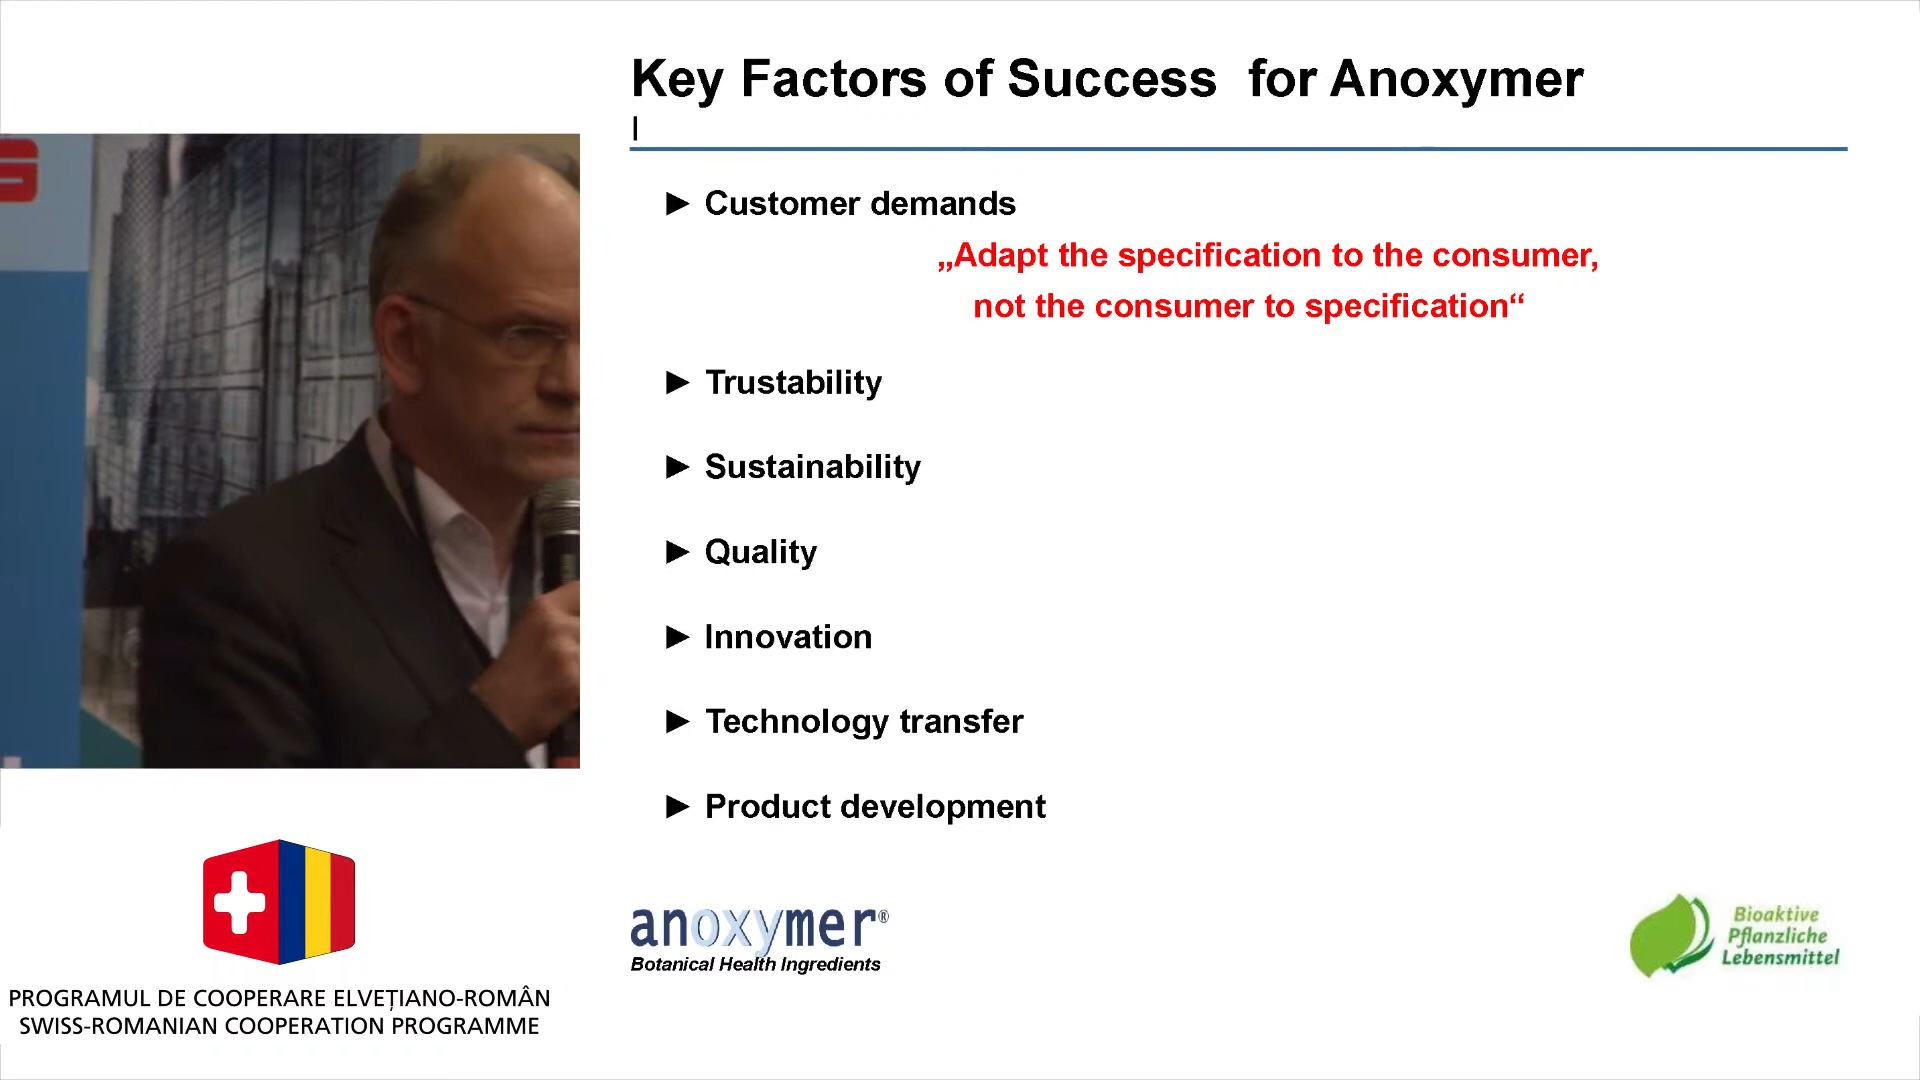 Key Factors of Success  for Anoxymer
► Customer demands
„Adapt the specification to the consumer,
not the consumer to specification“
► Trustability
► Sustainability
► Quality
► Innovation
► Technology transfer
► Product development
PROGRAMUL DE COOPERARE ELVEȚIANO-ROMÂN
SWISS-ROMANIAN COOPERATION PROGRAMME
anoxymer®
Botanical Health Ingredients
Bioaktive
Pflanzliche
Lebensmittel